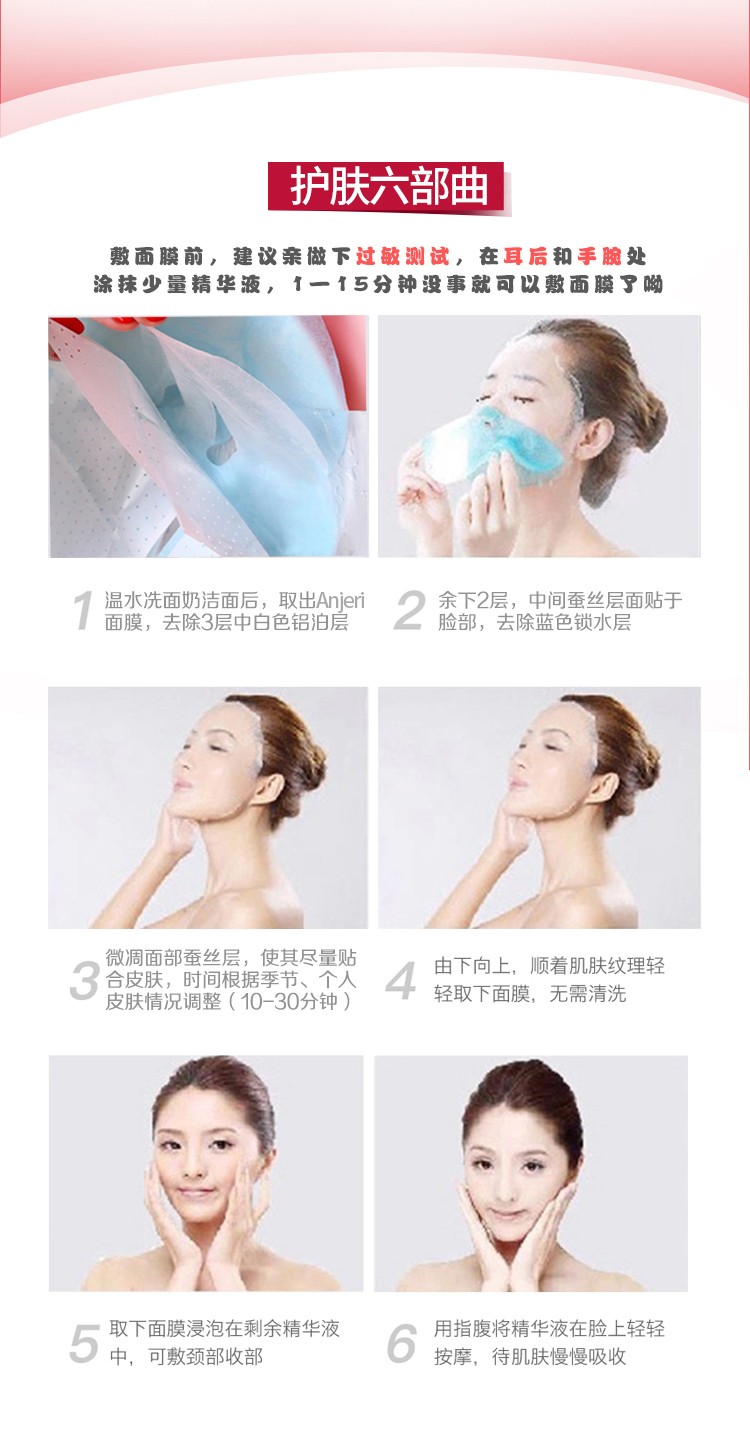 护肤六部曲
敷面膜前，建议亲做下过敏测试，在耳后和手腕处
涂抹少量精华液，1一15分钟没事就可以敷面膜了呦
1 温水冼面奶洁面后，取出Anjeri
面膜，去除3层中白色铝泊层
2 余下2层，中间蚕丝层面贴于
脸部，去除蓝色锁水层
3 微凋面部蚕丝层，使其尽量贴
合皮肤，时间根据季节、个人
皮肤情况调整（10-30分钟）
4 由下向上，顺着肌肤纹理轻
轻取下面膜，无需清洗
5 取下面膜浸泡在剩余精华液
中，可敷颈部收部
6 用指腹将精华液在脸上轻轻
按摩，待肌肤慢慢吸收